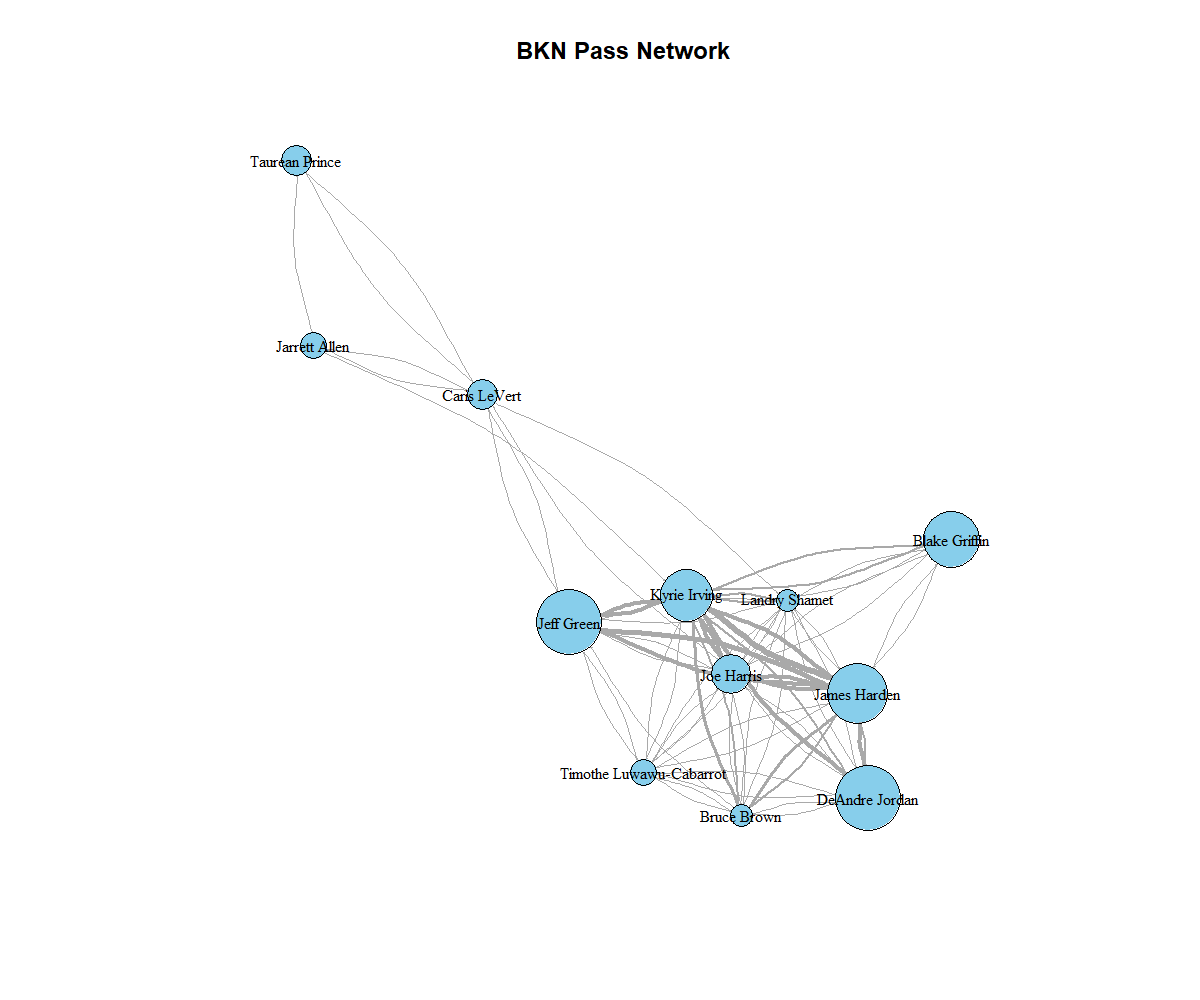 BKN Pass Network
Taurean Prince
Jarrett Allen
Caris LeVert
Blake Griffin
Kyrie Irving
Landry Shamet
Jeff Green
Joe Harris
James Harden
Timothe Luwawu-Cabarrot
DeAndre Jordan
Bruce Brown